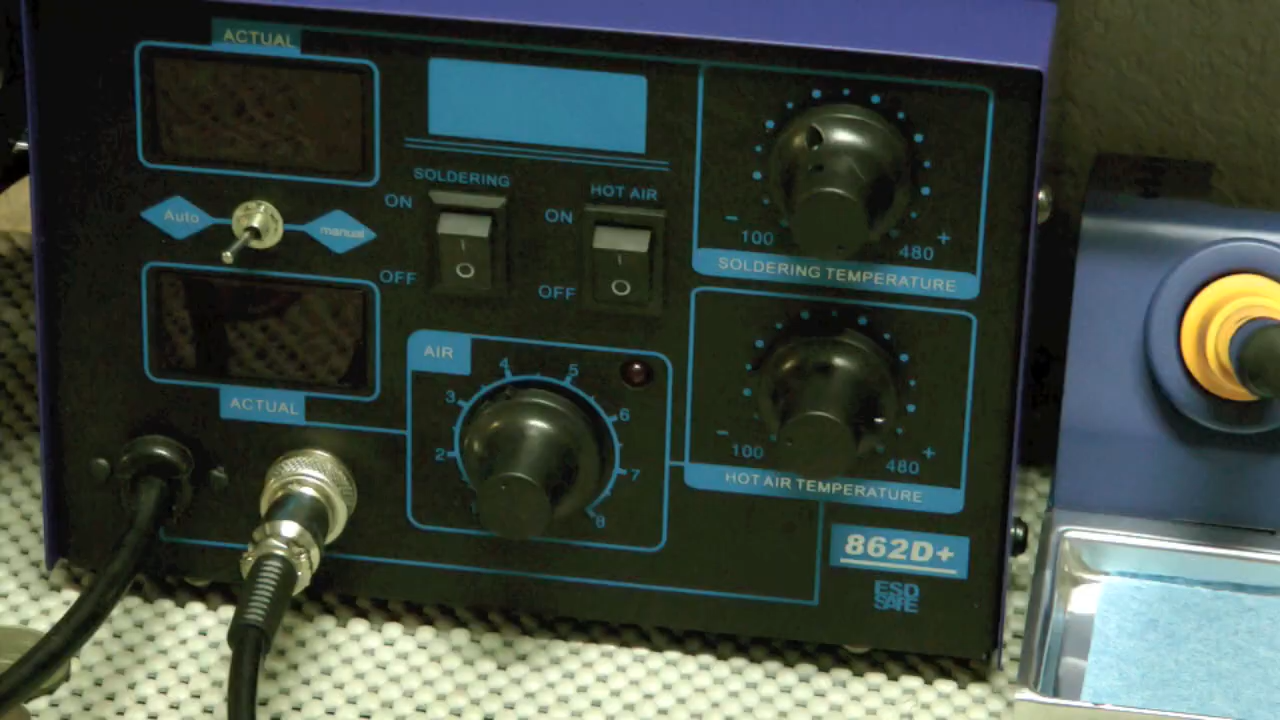 ACTUAL
Auto
manual
ACTUAL
SOLDERING
ON
I
O
OFF
HOT AIR
ON
I
O
OFF
AIR
2
3
4
5
6
7
8
−
100
480
+
SOLDERING TEMPERATURE
−
100
480
+
HOT AIR TEMPERATURE
862D+
ESD
SAFE